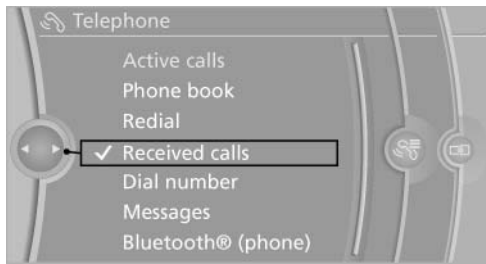 Telephone
Active calls
Phone book
Redial
Received calls
Dial number
Messages
Bluetooth® (phone)